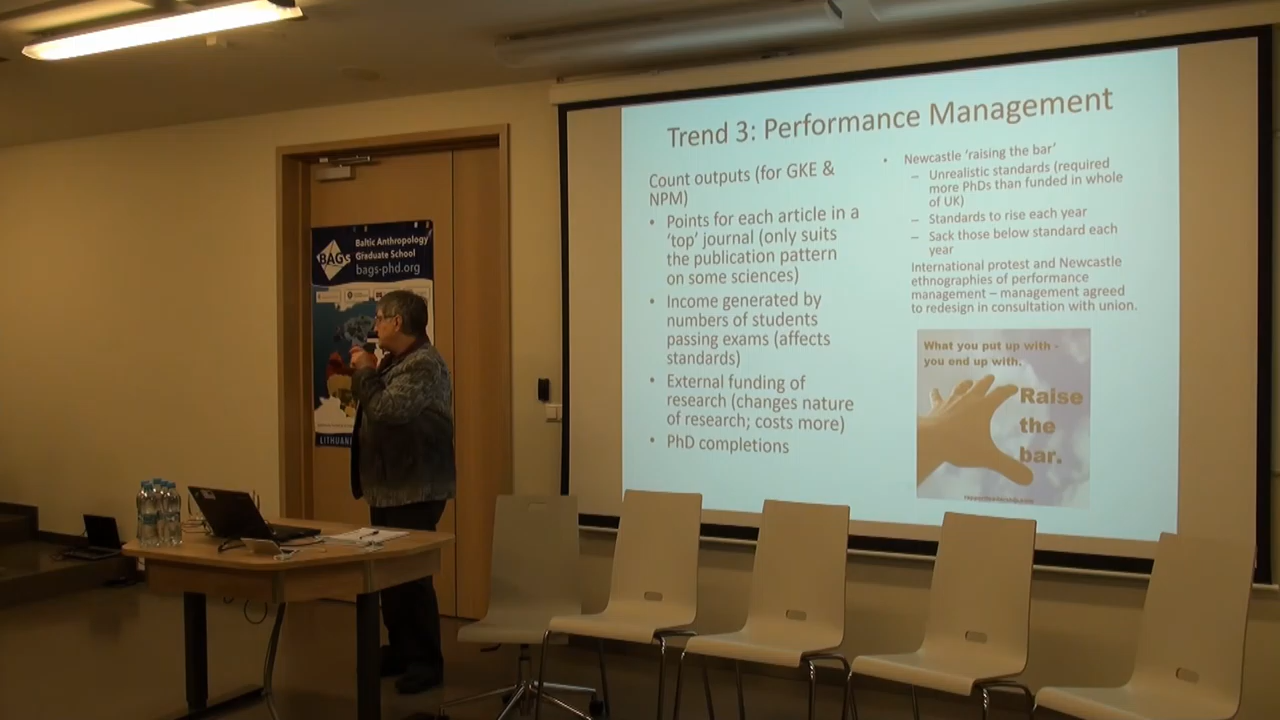 Trend 3: Performance Management
Count outputs (for GKE &
NPM)
• Points for each article in a
'top' journal (only suits
the publication pattern
on some sciences)
• Income generated by
numbers of students
passing exams (affects
standards)
• External funding of
research (changes nature
of research; costs more)
• PhD completions
• Newcastle 'raising the bar'
– Unrealistic standards (required
more PhDs than funded in whole
of UK)
– Standards to rise each year
– Sack those below standard each
year
International protest and Newcastle
ethnographies of performance
management – management agreed
to redesign in consultation with union.
What you put up with -
you end up with.
Raise
the
bar.
BAGs
Baltic Anthropology
Graduate School
bags-phd.org
LITHUANI